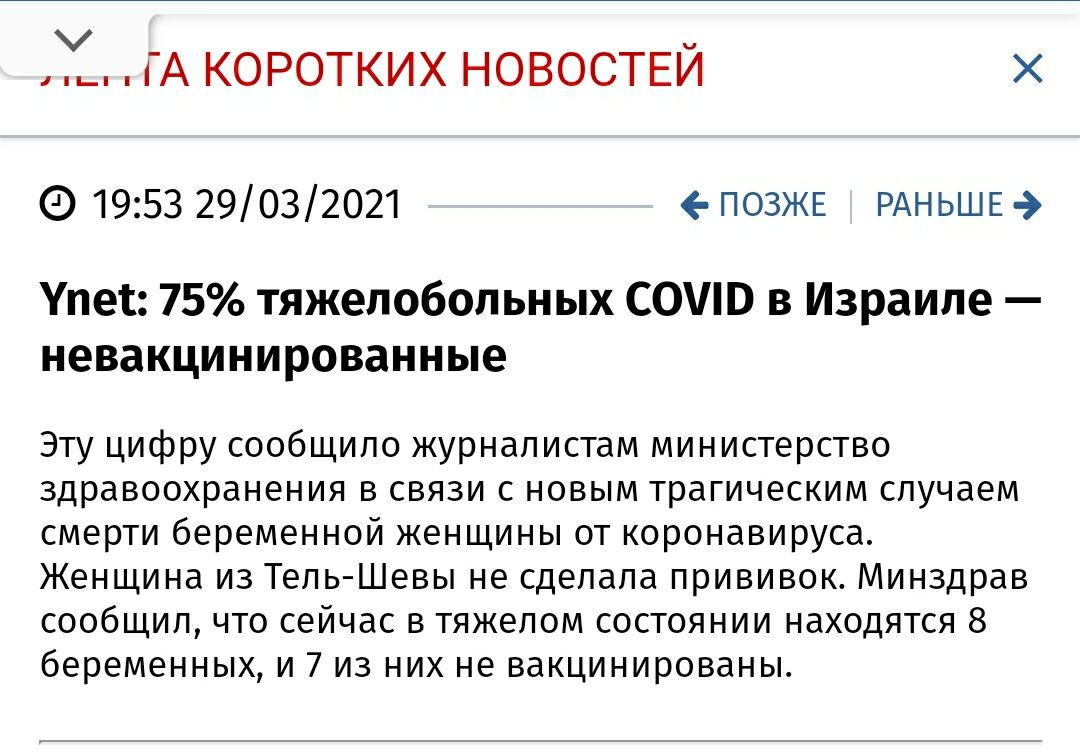 КОРОТКИХ НОВОСТЕЙ
19:53 29/03/2021 ПОЗЖЕ | РАНЬШЕ
Ynet: 75% тяжелобольных COVID в Израиле —
невакцинированные
Эту цифру сообщило журналистам министерство
здравоохранения в связи с новым трагическим случаем
смерти беременной женщины от коронавируса.
Женщина из Тель-Шевы не сделала прививок. Минздрав
сообщил, что сейчас в тяжелом состоянии находятся 8
беременных, и 7 из них не вакцинированы.